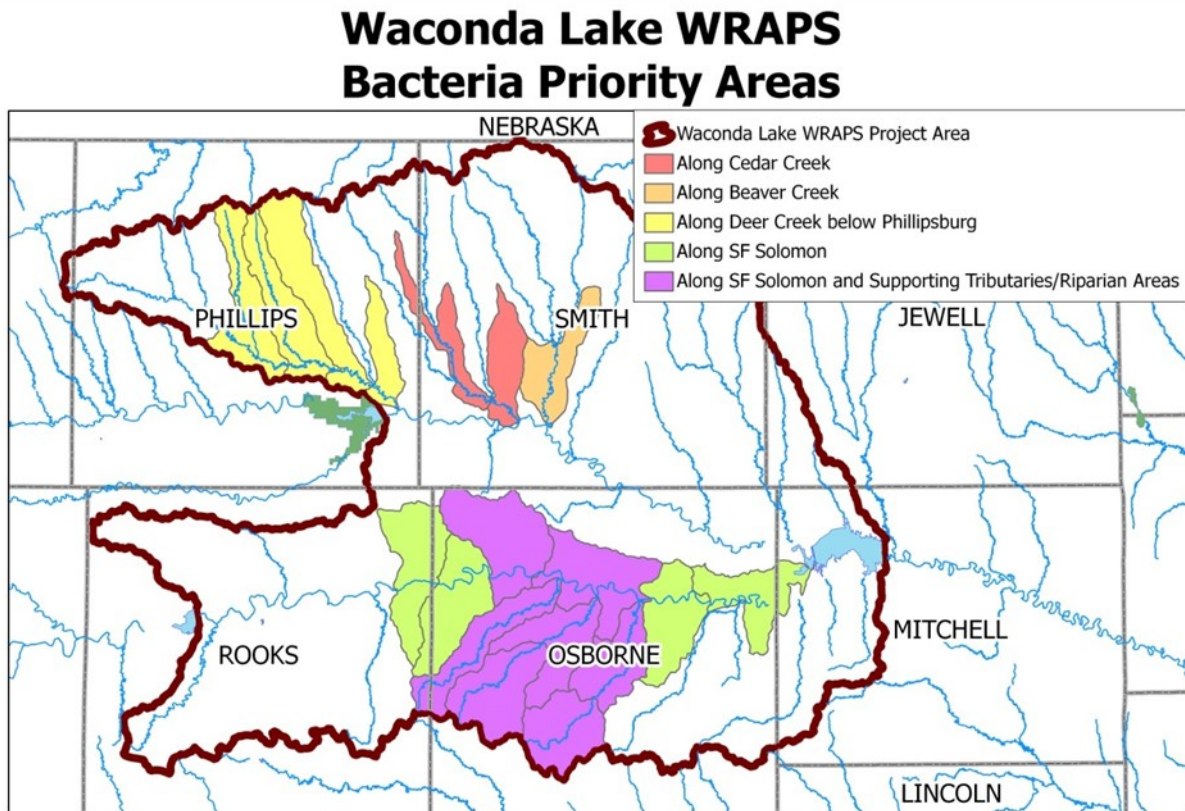 Waconda Lake WRAPS
Bacteria Priority Areas
NEBRASKA
Waconda Lake WRAPS Project Area
Along Cedar Creek
Along Beaver Creek
Along Deer Creek below Phillipsburg
Along SF Solomon
Along SF Solomon and Supporting Tributaries/Riparian Areas
PHILLIPS
SMITH
JEWELL
ROOKS
OSBORNE
MITCHELL
LINCOLN